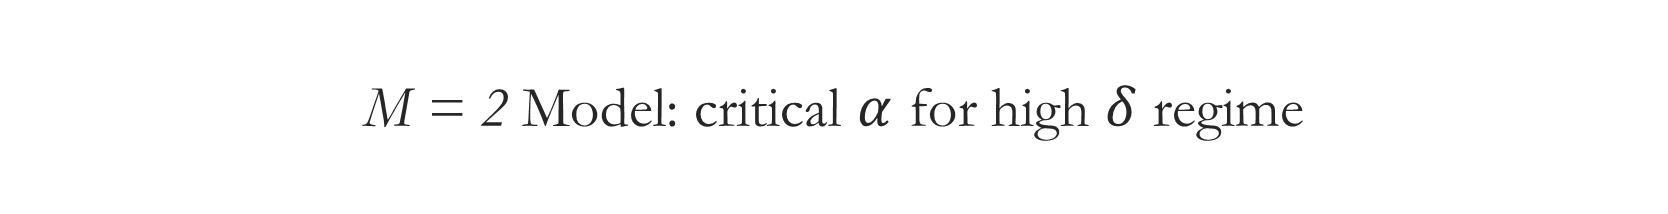 M = 2 Model: critical α for high δ regime